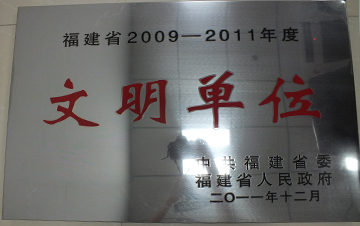 福建省2009—2011年度
文明单位
中共福建省委
福建省人民政府
二〇一一年十二月